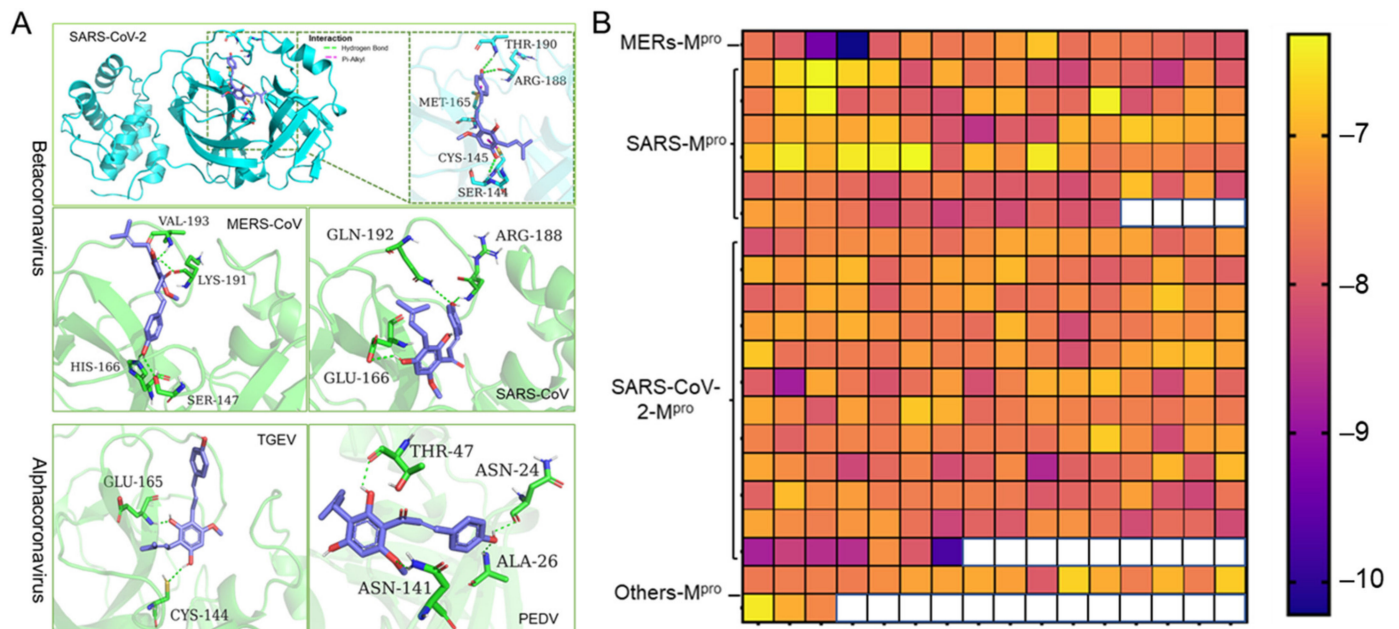 A
SARS-CoV-2
Interaction
Hydrogen Bond
Pi-Alkyl
THR-190
ARG-188
MET-165
CYS-145
SER-144
Betacoronavirus
VAL-193
MERS-CoV
LYS-191
HIS-166
SER-147
GLN-192
ARG-188
GLU-166
SARS-CoV
Alphacoronavirus
TGEV
GLU-165
CYS-144
THR-47
ASN-24
ALA-26
ASN-141
PEDV
B
MERs-Mpro
SARS-Mpro
SARS-CoV-
2-Mpro
Others-Mpro
–7
–8
–9
–10